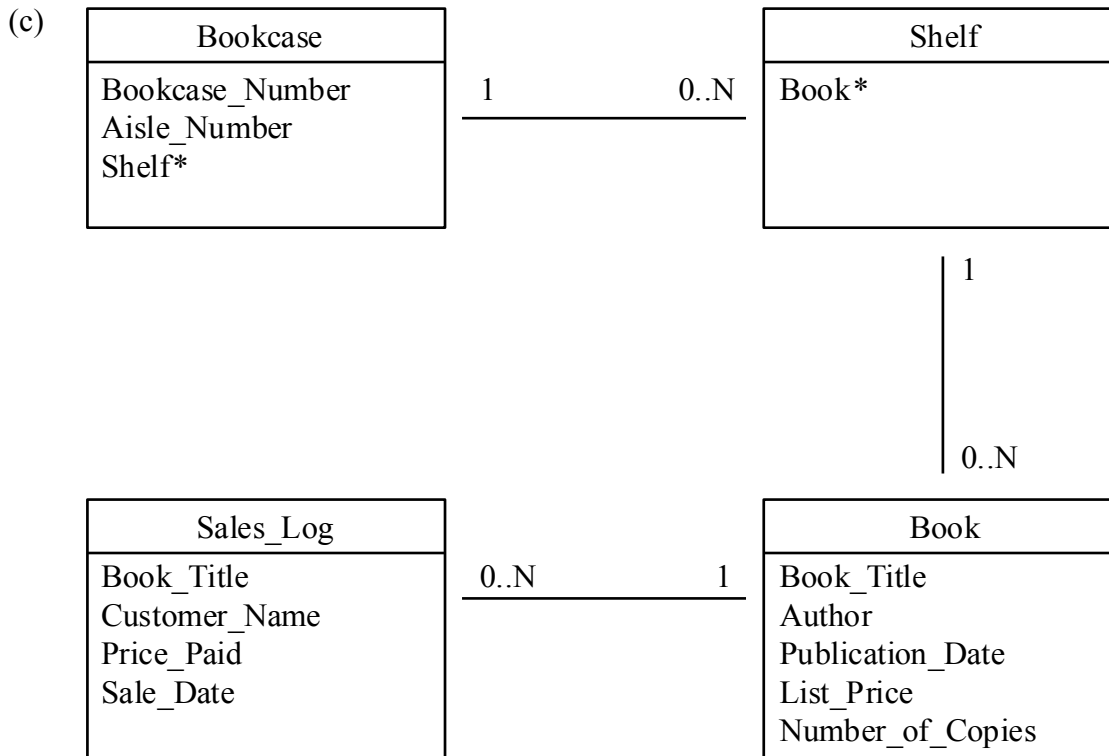 (c)
Bookcase
Bookcase_Number
Aisle_Number
Shelf*
1
0..N
Shelf
Book*
1
0..N
Sales_Log
Book_Title
Customer_Name
Price_Paid
Sale_Date
0..N
1
Book
Book_Title
Author
Publication_Date
List_Price
Number_of_Copies